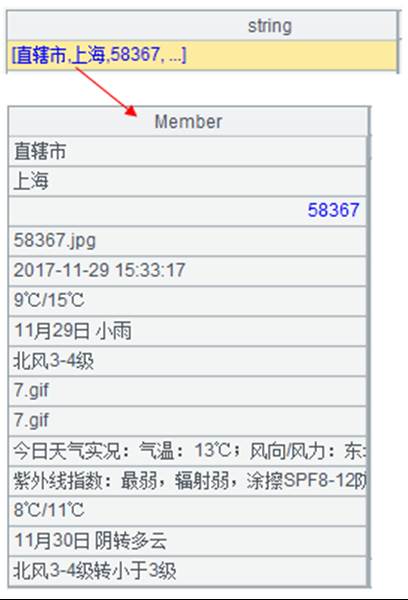 string
[直辖市,上海,58367, ...]
Member
直辖市
上海
58367
58367.jpg
2017-11-29 15:33:17
9℃/15℃
11月29日 小雨
北风3-4级
7.gif
7.gif
今日天气实况：气温：13℃；风向/风力：东
紫外线指数：最弱，辐射弱，涂擦SPF8-12防
8℃/11℃
11月30日 阴转多云
北风3-4级转小于3级